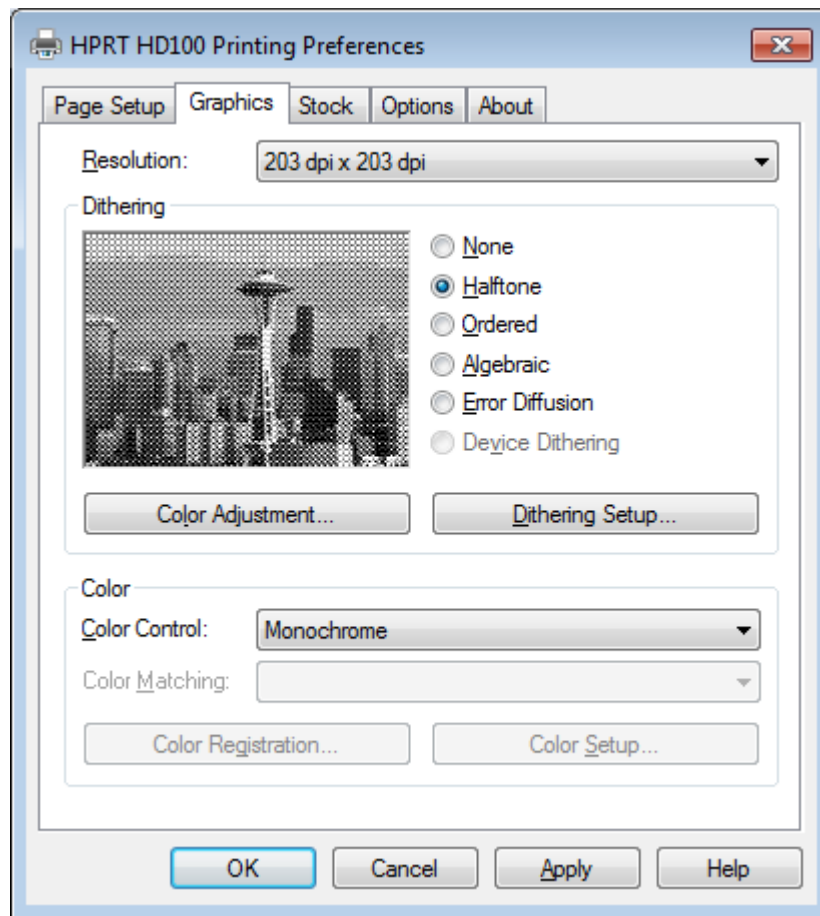 HPRT HD100 Printing Preferences
Page Setup Graphics Stock Options About
Resolution: 203 dpi x 203 dpi
Dithering
None
Halftone
Ordered
Algebraic
Error Diffusion
Device Dithering
Color Adjustment... Dithering Setup...
Color
Color Control: Monochrome
Color Matching:
Color Registration... Color Setup...
OK Cancel Apply Help